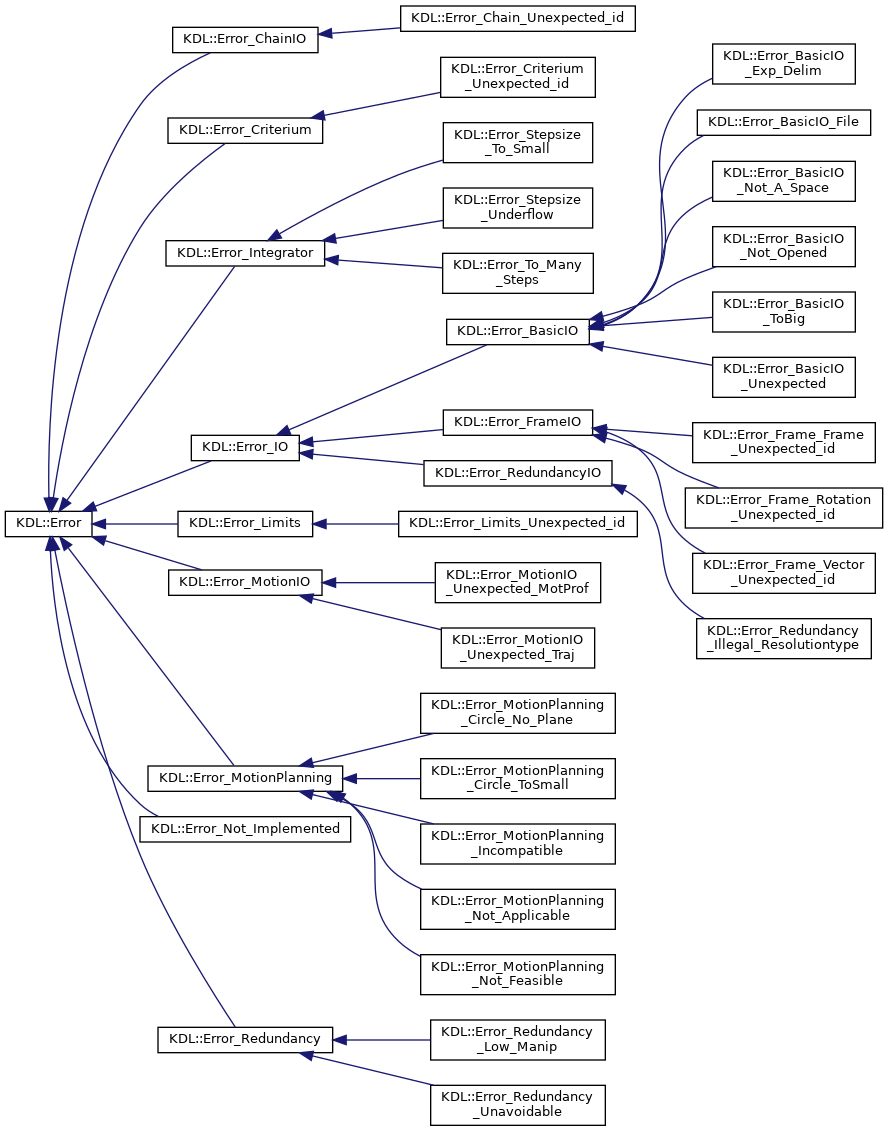 KDL::Error_Chain_Unexpected_id
KDL::Error_ChainIO
KDL::Error_BasicIO
_Exp_Delim
KDL::Error_Criterium
_Unexpected_id
KDL::Error_BasicIO_File
KDL::Error_Criterium
KDL::Error_Stepsize
_To_Small
KDL::Error_BasicIO
_Not_A_Space
KDL::Error_Stepsize
_Underflow
KDL::Error_BasicIO
_Not_Opened
KDL::Error_Integrator
KDL::Error_To_Many
_Steps
KDL::Error_BasicIO
_ToBig
KDL::Error_BasicIO
KDL::Error_BasicIO
_Unexpected
KDL::Error_FrameIO
KDL::Error_Frame_Frame
_Unexpected_id
KDL::Error_IO
KDL::Error_RedundancyIO
KDL::Error_Frame_Rotation
_Unexpected_id
KDL::Error
KDL::Error_Limits
KDL::Error_Limits_Unexpected_id
KDL::Error_Frame_Vector
_Unexpected_id
KDL::Error_MotionIO
KDL::Error_MotionIO
_Unexpected_MotProf
KDL::Error_Redundancy
_Illegal_Resolutiontype
KDL::Error_MotionIO
_Unexpected_Traj
KDL::Error_MotionPlanning
_Circle_No_Plane
KDL::Error_MotionPlanning
KDL::Error_MotionPlanning
_Circle_ToSmall
KDL::Error_Not_Implemented
KDL::Error_MotionPlanning
_Incompatible
KDL::Error_MotionPlanning
_Not_Applicable
KDL::Error_MotionPlanning
_Not_Feasible
KDL::Error_Redundancy
KDL::Error_Redundancy
_Low_Manip
KDL::Error_Redundancy
_Unavoidable